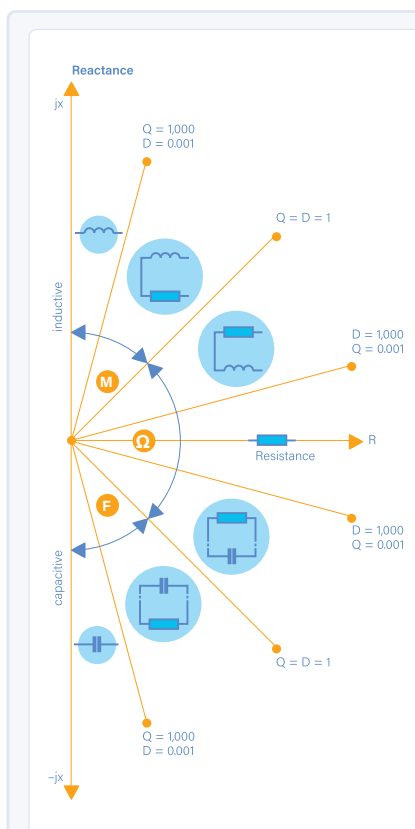 Reactance
jx
Q = 1,000
D = 0.001
Q = D = 1
inductive
D = 1,000
Q = 0.001
M
Ω
R
Resistance
F
D = 1,000
Q = 0.001
capacitive
Q = D = 1
Q = 1,000
D = 0.001
–jx